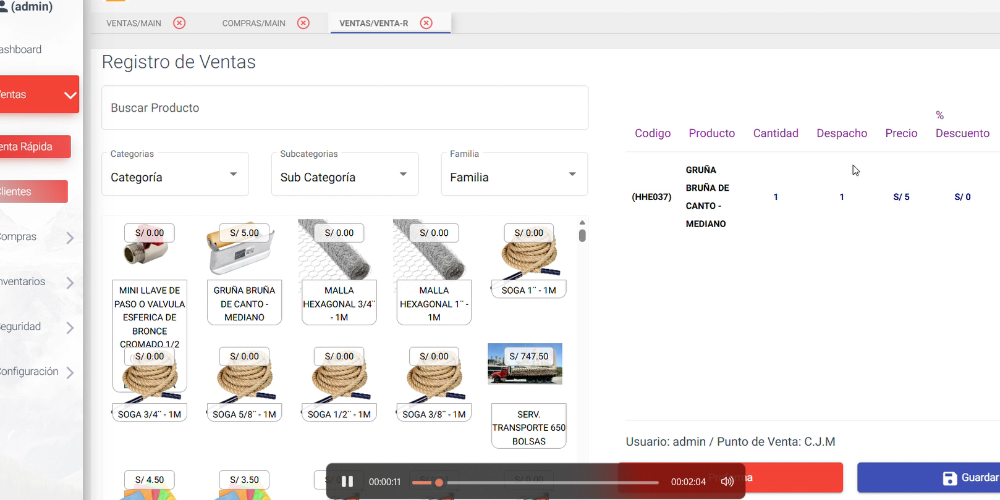 (admin)
VENTAS/MAIN
COMPRAS/MAIN
VENTAS/VENTA-R
ashboard
entas
enta Rápida
lientes
ompras
nventarios
eguridad
onfiguración
Registro de Ventas
Buscar Producto
Categorias
Categoría
Subcategorias
Sub Categoría
Familia
Familia
S/ 0.00
MINI LLAVE DE
PASO O VALVULA
ESFERICA DE
BRONCE
CROMADO 1/2
S/ 5.00
GRUÑA BRUÑA
DE CANTO -
MEDIANO
S/ 0.00
MALLA
HEXAGONAL 3/4¨
- 1M
S/ 0.00
MALLA
HEXAGONAL 1¨ -
1M
S/ 0.00
SOGA 1¨ - 1M
S/ 0.00
SOGA 3/4¨ - 1M
S/ 0.00
SOGA 5/8¨ - 1M
S/ 0.00
SOGA 1/2¨ - 1M
S/ 0.00
SOGA 3/8¨ - 1M
S/ 747.50
SERV.
TRANSPORTE 650
BOLSAS
S/ 4.50
S/ 3.50
Codigo Producto Cantidad Despacho Precio % Descuento
(HHE037)
GRUÑA
BRUÑA DE
CANTO -
MEDIANO
1
1
S/ 5
S/ 0
Usuario: admin / Punto de Venta: C.J.M
Proforma
Guardar
00:00:11
00:02:04